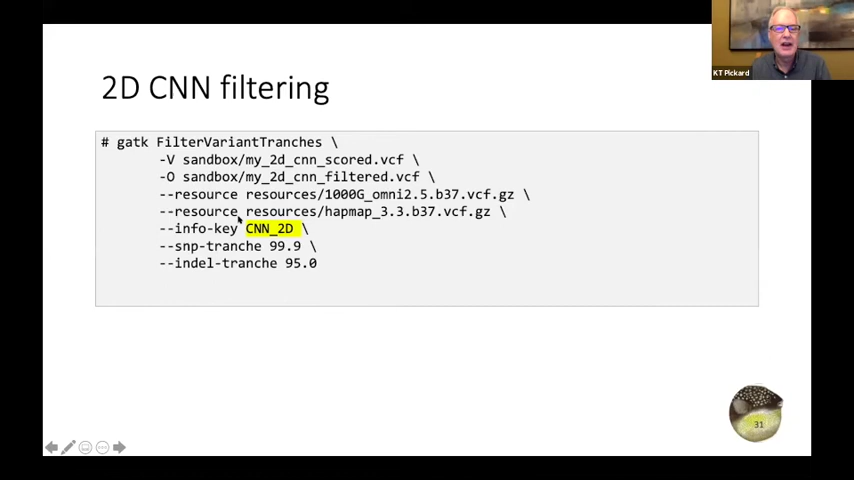 KT Pickard
2D CNN filtering
# gatk FilterVariantTranches \
-V sandbox/my_2d_cnn_scored.vcf \
-O sandbox/my_2d_cnn_filtered.vcf \
--resource resources/1000G_omni2.5.b37.vcf.gz \
--resource resources/hapmap_3.3.b37.vcf.gz \
--info-key CNN_2D \
--snp-tranche 99.9 \
--indel-tranche 95.0
31